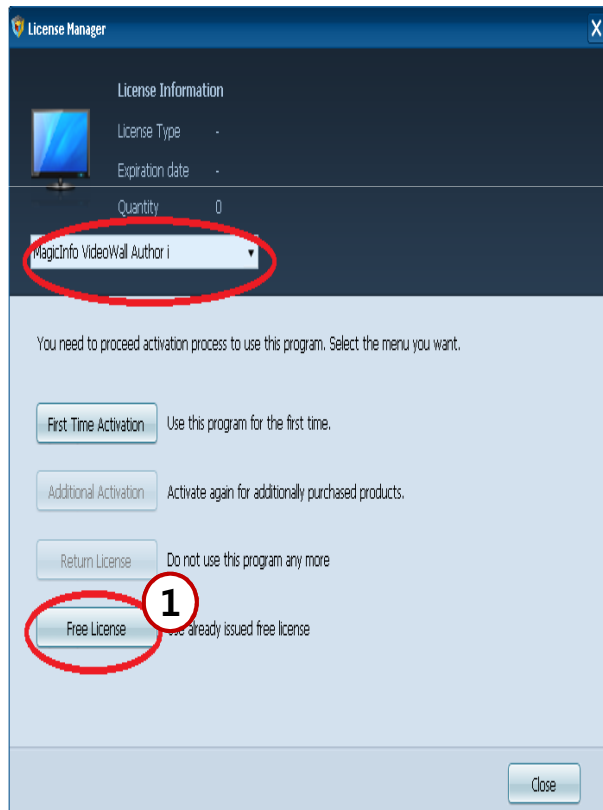 License Manager
License Information
License Type -
Expiration date -
Quantity 0
MagicInfo VideoWall Author i
You need to proceed activation process to use this program. Select the menu you want.
First Time Activation Use this program for the first time.
Additional Activation Activate again for additionally purchased products.
Return License Do not use this program any more
1
Free License already issued free license
Close